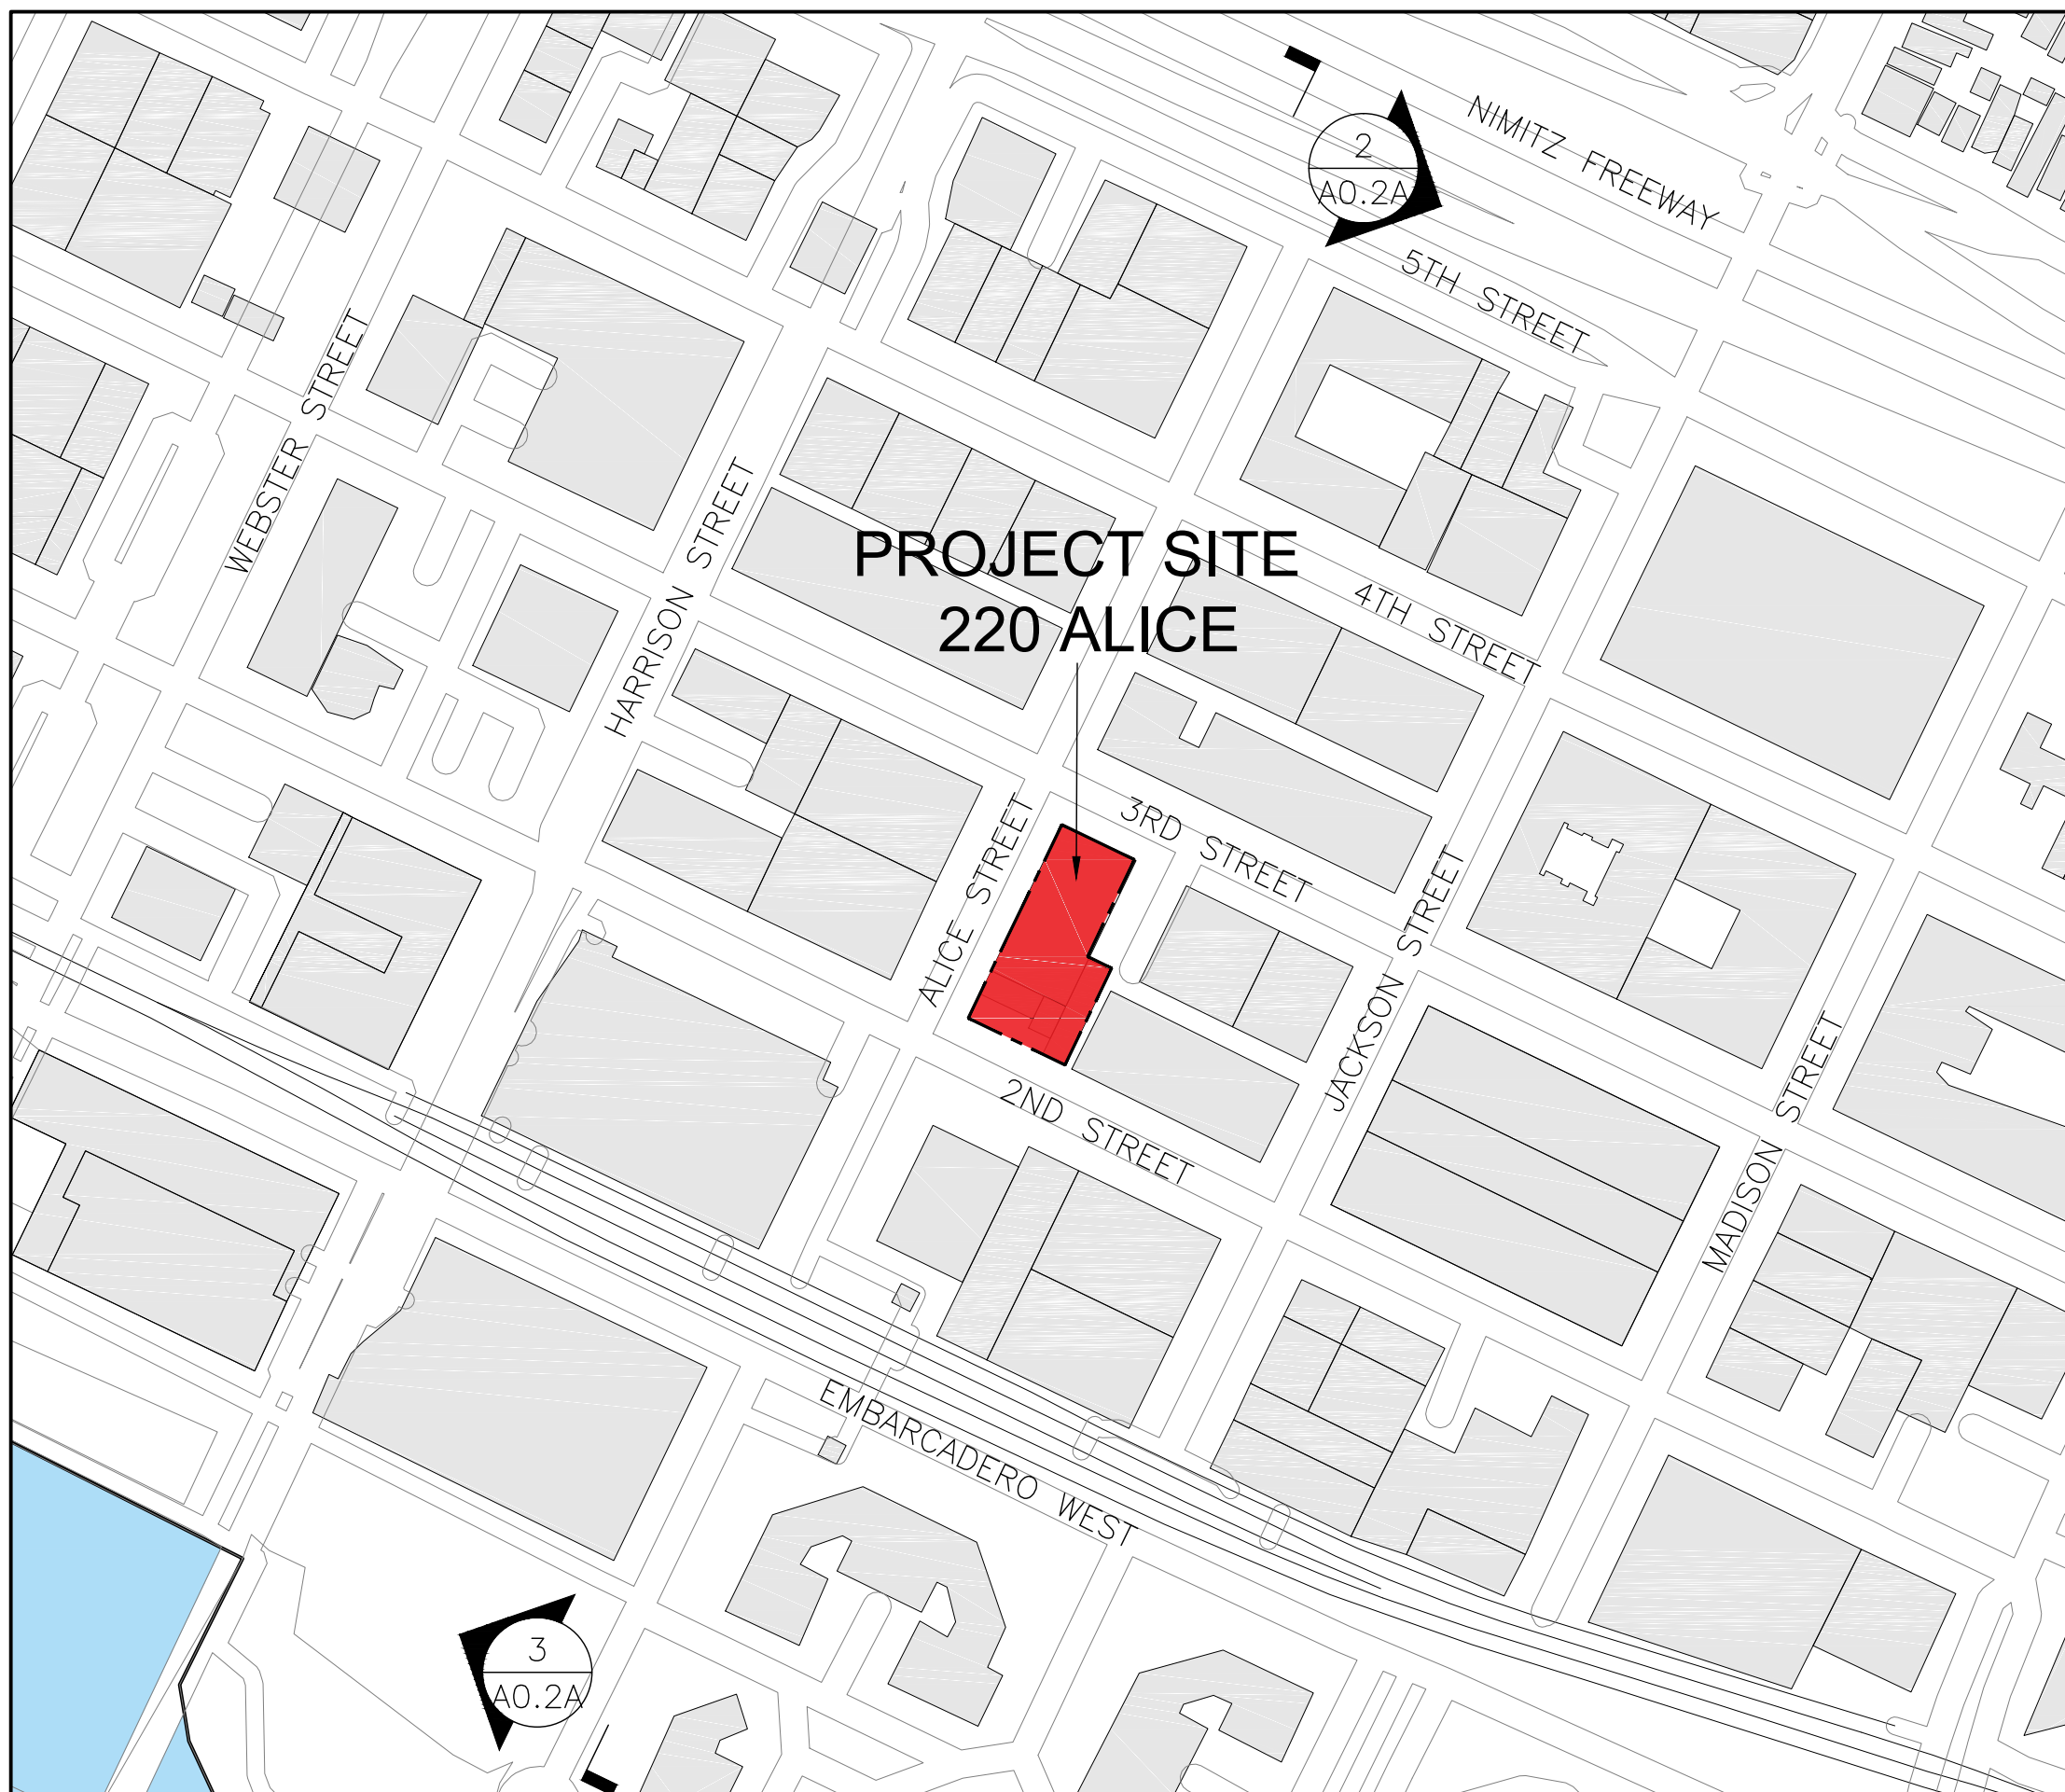 NIMITZ FREEWAY
2
A0.2A
5TH STREET
WEBSTER STREET
HARRISON STREET
PROJECT SITE
220 ALICE
4TH STREET
ALICE STREET
3RD STREET
JACKSON STREET
2ND STREET
MADISON STREET
EMBARCADERO WEST
3
A0.2A